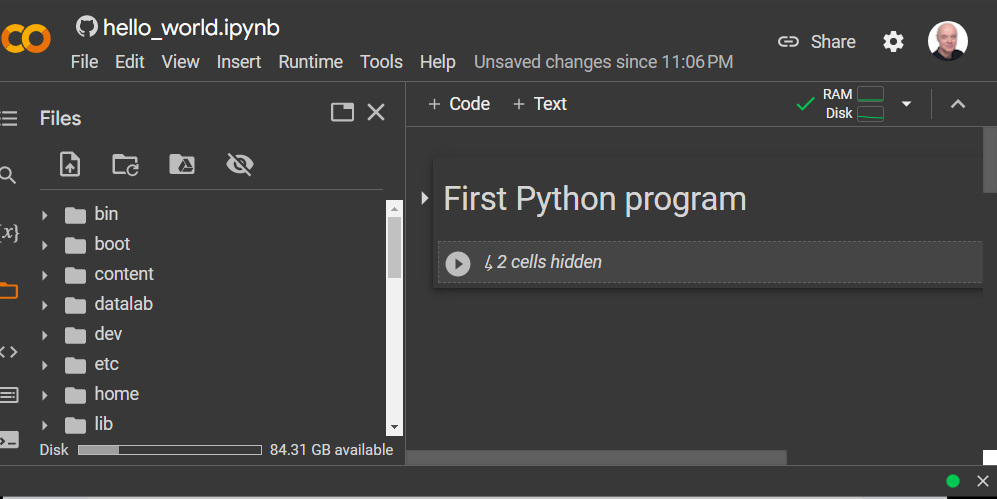 hello_world.ipynb
File Edit View Insert Runtime Tools Help Unsaved changes since 11:06 PM
Share
Files
bin
boot
content
datalab
dev
etc
home
lib
Disk 84.31 GB available
+ Code + Text
RAM
Disk
First Python program
2 cells hidden
{x}